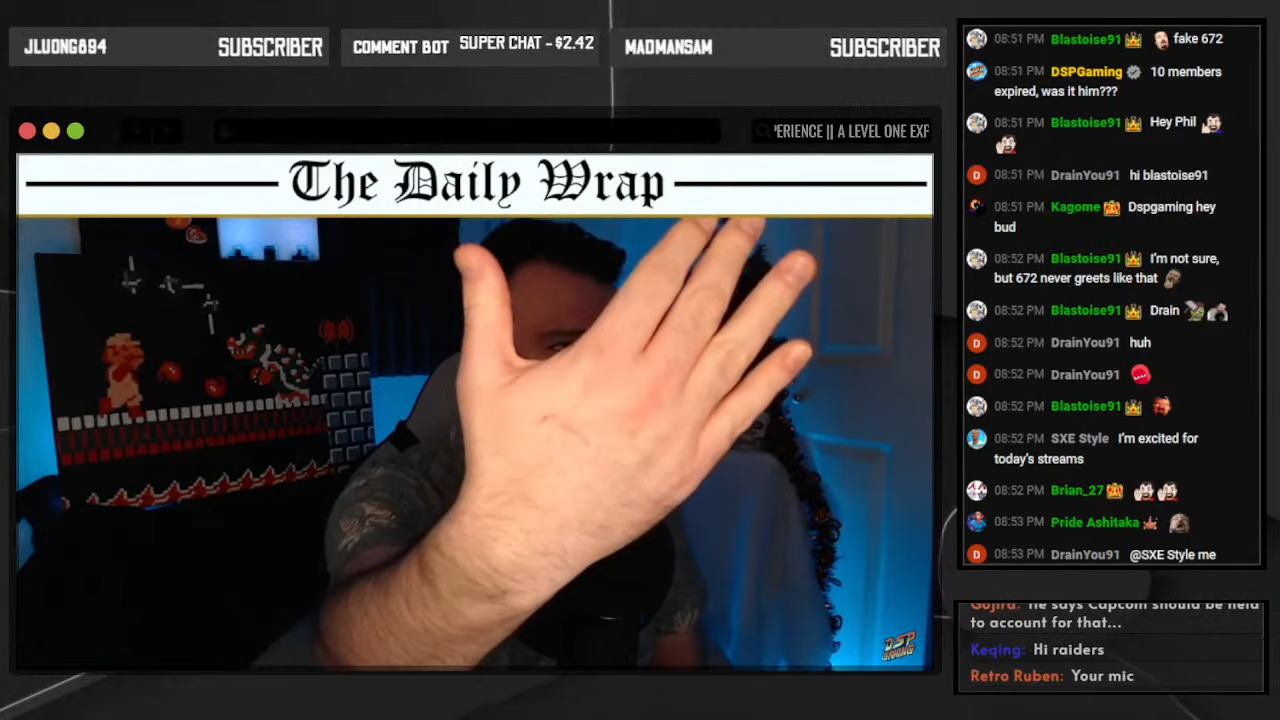 JLUONG894 SUBSCRIBER COMMENT BOT SUPER CHAT - $2.42 MADMANSAM SUBSCRIBER
ERIENCE || A LEVEL ONE EXP
The Daily Wrap
DSP
GAMING
08:51 PM Blastoise91 fake 672
08:51 PM DSPGaming 10 members
expired, was it him???
08:51 PM Blastoise91 Hey Phil
D 08:51 PM DrainYou91 hi blastoise91
08:51 PM Kagome Dspgaming hey
bud
08:52 PM Blastoise91 I'm not sure,
but 672 never greets like that
08:52 PM Blastoise91 Drain
D 08:52 PM DrainYou91 huh
D 08:52 PM DrainYou91
08:52 PM Blastoise91
08:52 PM SXE Style I'm excited for
today's streams
08:52 PM Brian_27
08:53 PM Pride Ashitaka
D 08:53 PM DrainYou91 @SXE Style me
Gojira: he says Capcom should be held
to account for that...
Keqing: Hi raiders
Retro Ruben: Your mic